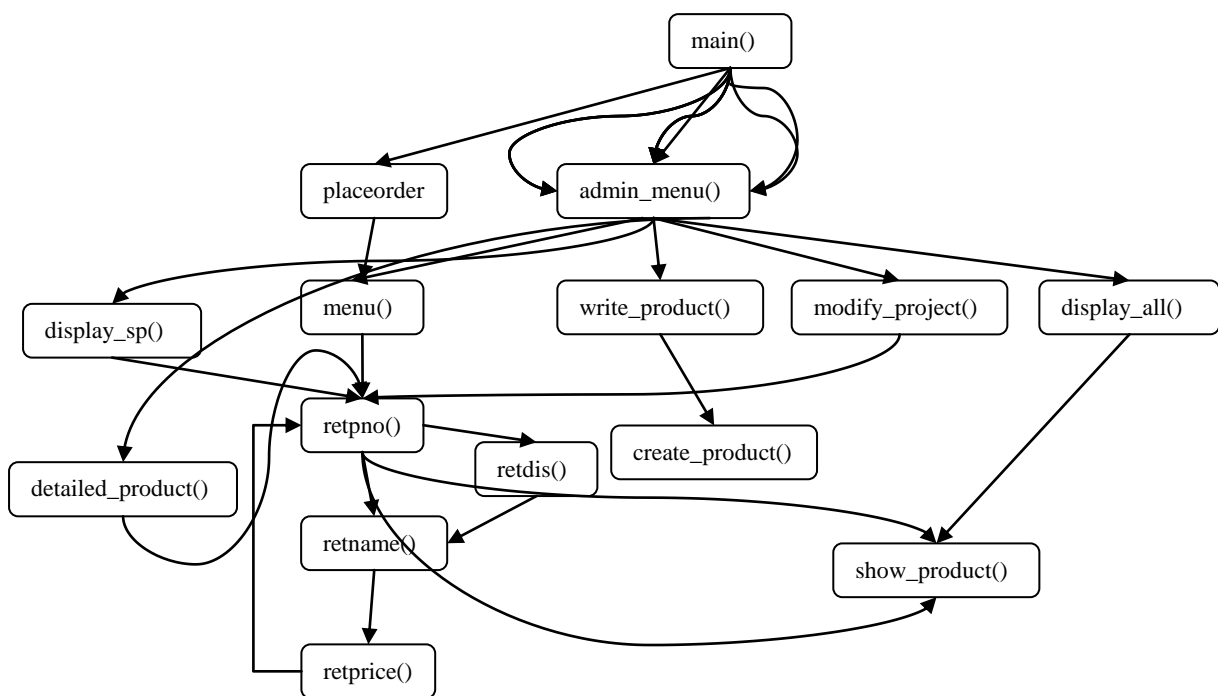 main()
placeorder
admin_menu()
display_sp()
menu()
write_product()
modify_project()
display_all()
retpno()
retdis()
create_product()
detailed_product()
retname()
show_product()
retprice()